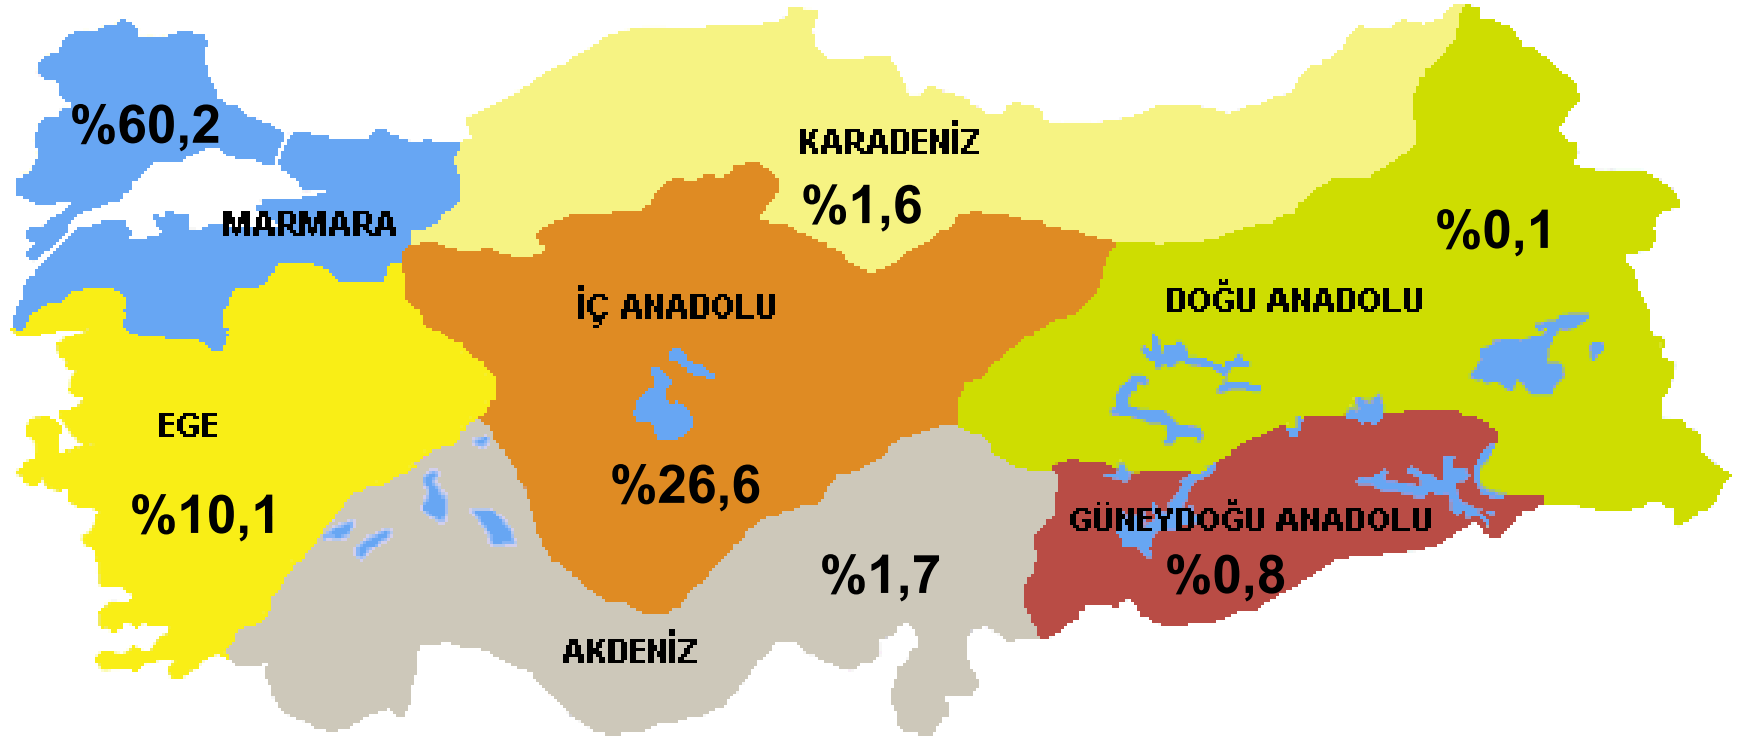 %60,2
MARMARA
KARADENİZ
%1,6
%0,1
DOĞU ANADOLU
İÇ ANADOLU
%26,6
EGE
%10,1
GÜNEYDOĞU ANADOLU
%0,8
%1,7
AKDENİZ